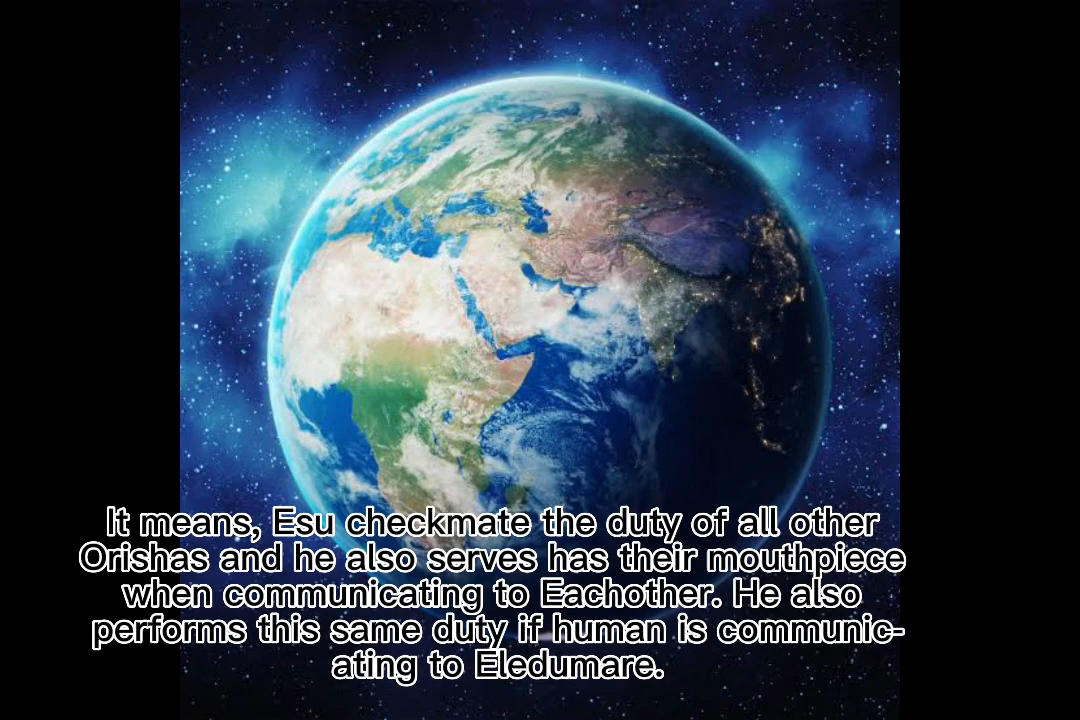 It means, Esu checkmate the duty of all other
Orishas and he also serves has their mouthpiece
when communicating to Eachother. He also
performs this same duty if human is communic-
ating to Eledumare.